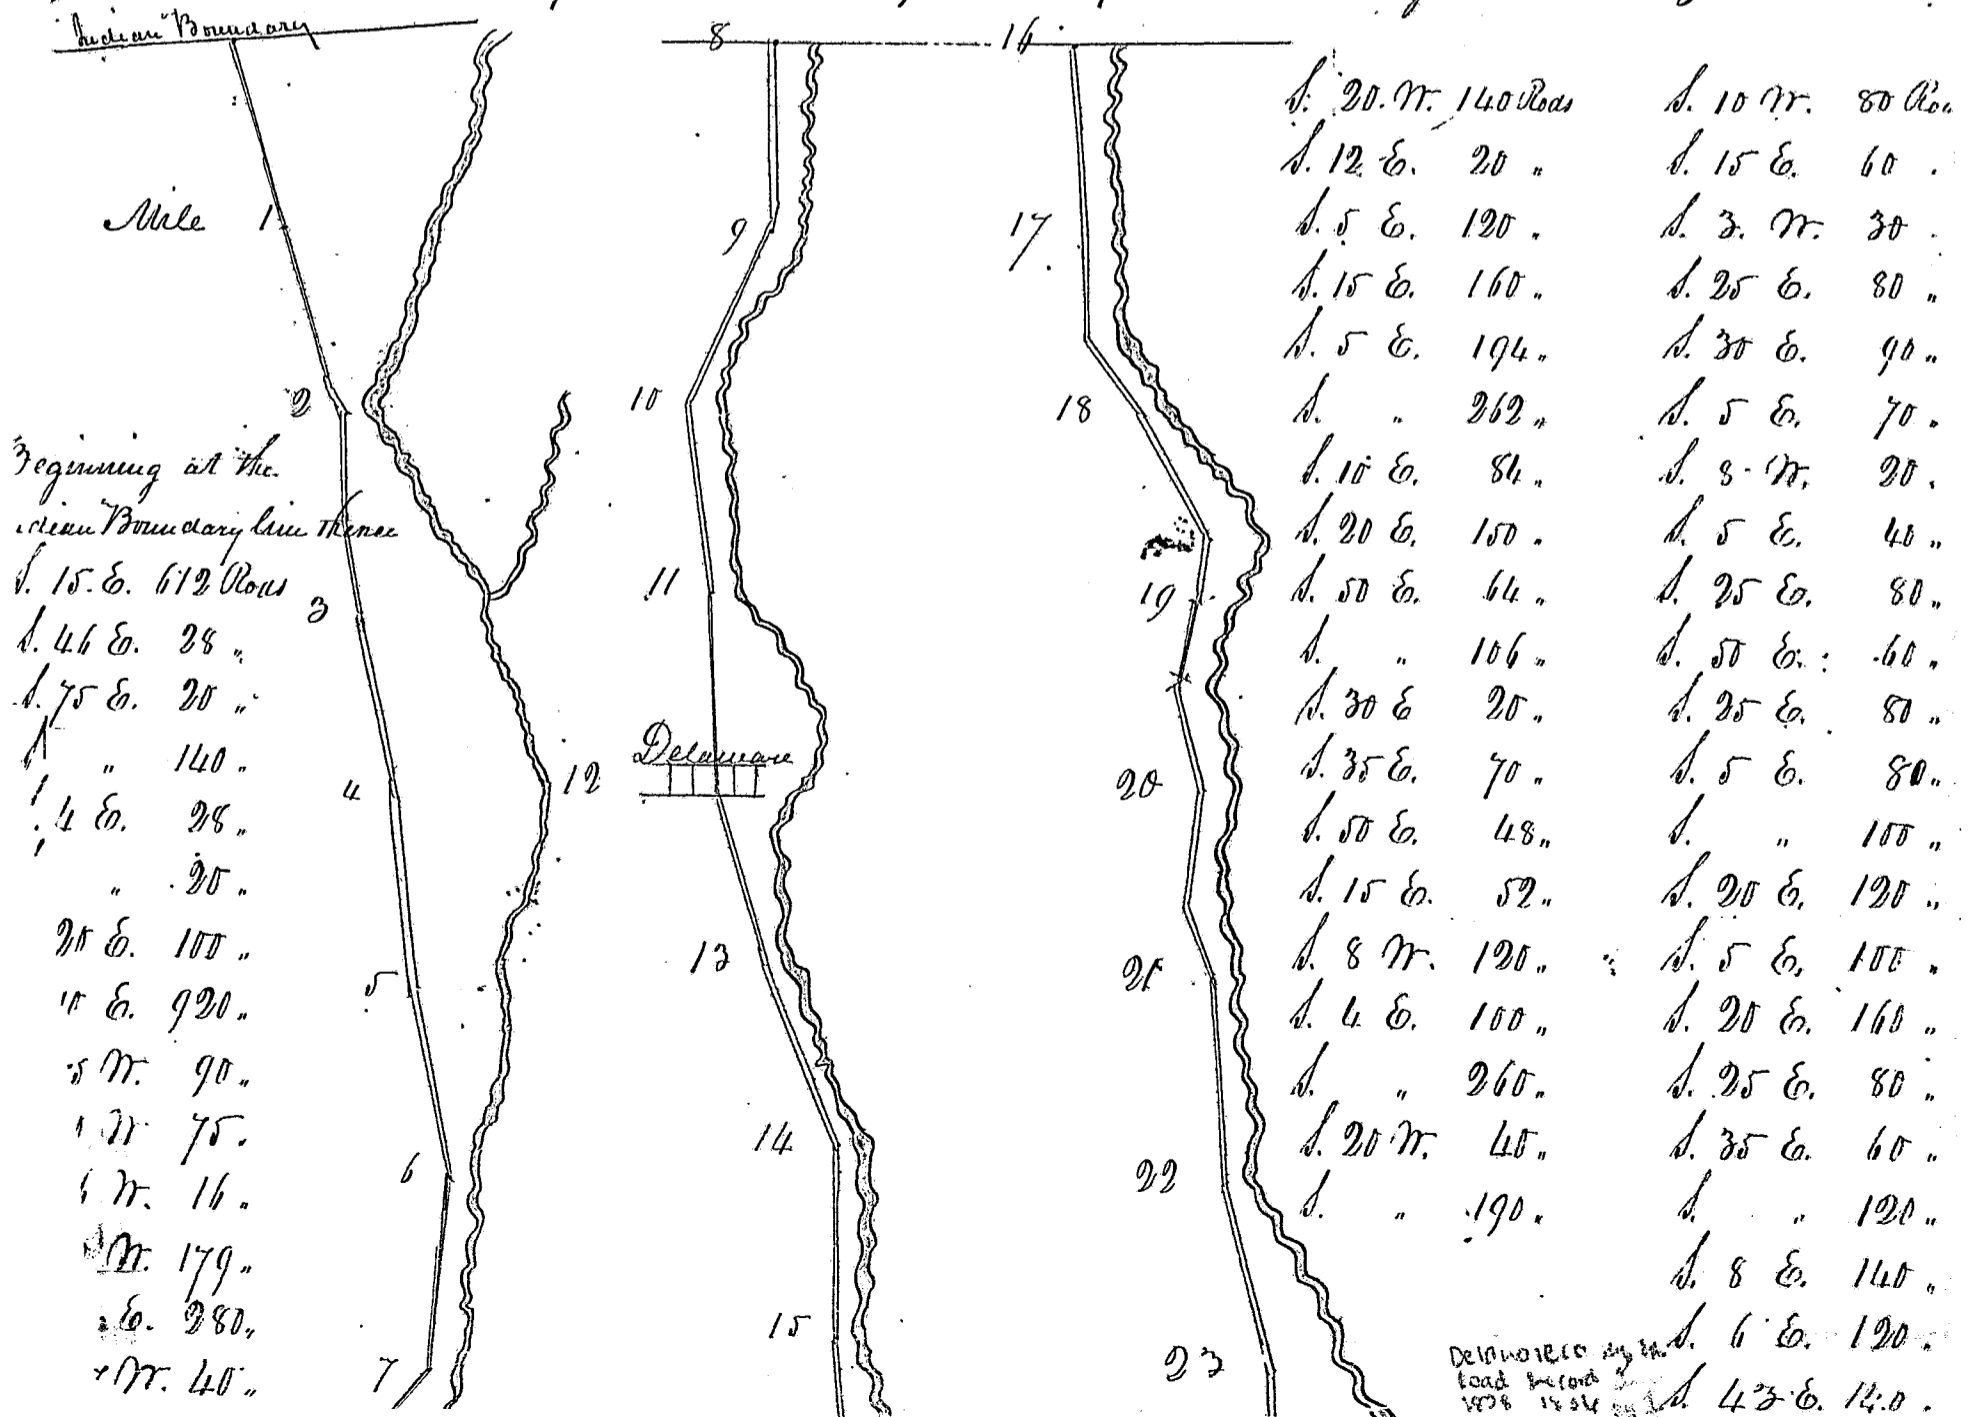 Indian Boundary
Mile 1
2
Beginning at the
Indian Boundary line thence
S. 15. E. 612 Rods
S. 46 E. 28 "
S. 75 E. 20 "
" 140 "
4 E. 28 "
" 20 "
20 E. 100 "
10 E. 920 "
5 W. 90 "
W 75 "
6 W. 16 "
W. 179 "
E. 280 "
W. 40 "
3
4
5
6
7
8
9
10
11
Delaware
12
13
14
15
16
17
18
19
20
21
22
23
S. 20. W. 140 Rods
S. 12 E. 20 "
S. 5 E. 120 "
S. 15 E. 160 "
S. 5 E. 194 "
S. " 262 "
S. 10 E. 84 "
S. 20 E. 150 "
S. 50 E. 64 "
S. " 106 "
S. 30 E 20 "
S. 35 E. 70 "
S. 50 E. 48 "
S. 15 E. 52 "
S. 8 W. 120 "
S. 4 E. 100 "
S. " 260 "
S. 20 W. 40 "
S. " 190 "
S. 10 W. 80 Rods
S. 15 E. 60 "
S. 3. W. 30 "
S. 25 E. 80 "
S. 30 E. 90 "
S. 5 E. 70 "
S. 8 W. 20 "
S. 5 E. 40 "
S. 25 E. 80 "
S. 50 E. 60 "
S. 25 E. 80 "
S. 5 E. 80 "
S. " 100 "
S. 20 E. 120 "
S. 5 E. 100 "
S. 20 E. 160 "
S. 25 E. 80 "
S. 35 E. 60 "
S. " 120 "
S. 8 E. 140 "
S. 6 E. 120 "
S. 43 E. 140 "
Road Record